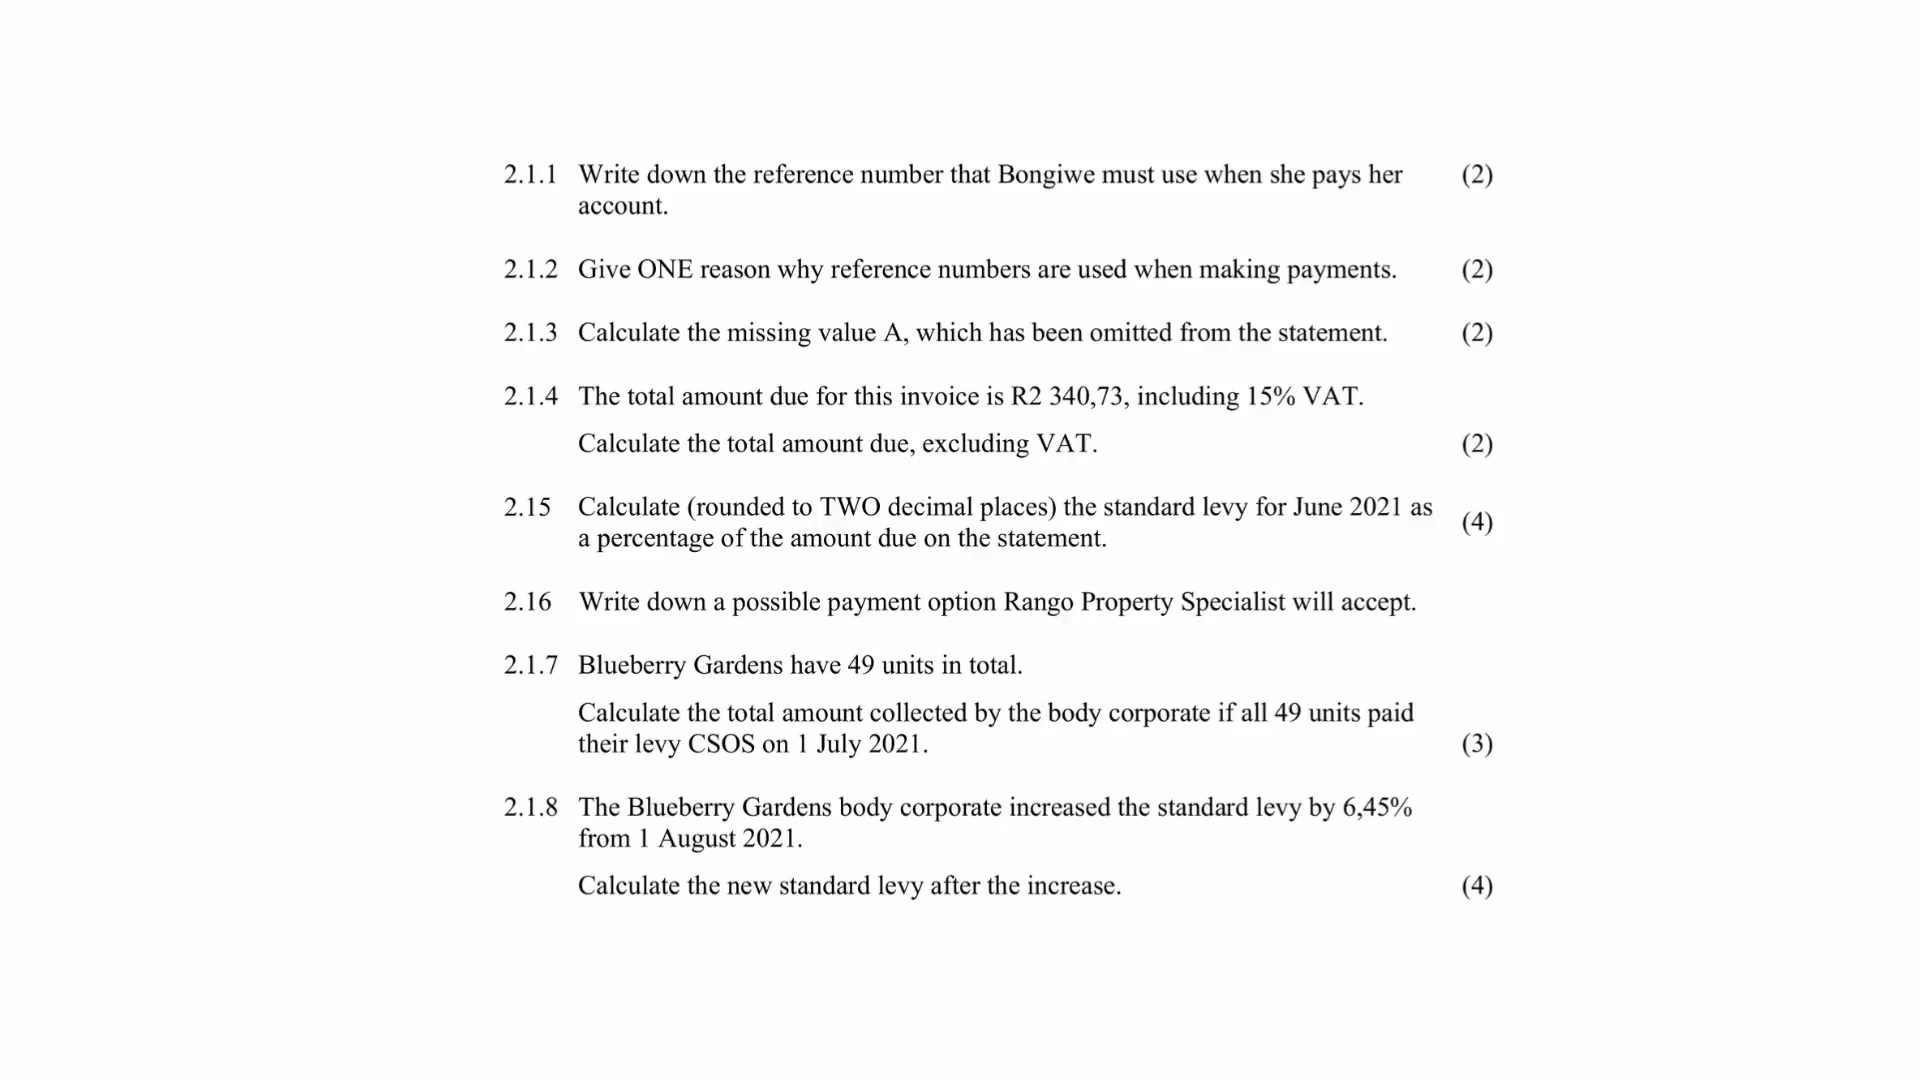 2.1.1 Write down the reference number that Bongiwe must use when she pays her (2)
account.
2.1.2 Give ONE reason why reference numbers are used when making payments. (2)
2.1.3 Calculate the missing value A, which has been omitted from the statement. (2)
2.1.4 The total amount due for this invoice is R2 340,73, including 15% VAT.
Calculate the total amount due, excluding VAT. (2)
2.15 Calculate (rounded to TWO decimal places) the standard levy for June 2021 as
a percentage of the amount due on the statement. (4)
2.16 Write down a possible payment option Rango Property Specialist will accept.
2.1.7 Blueberry Gardens have 49 units in total.
Calculate the total amount collected by the body corporate if all 49 units paid
their levy CSOS on 1 July 2021. (3)
2.1.8 The Blueberry Gardens body corporate increased the standard levy by 6,45%
from 1 August 2021.
Calculate the new standard levy after the increase. (4)